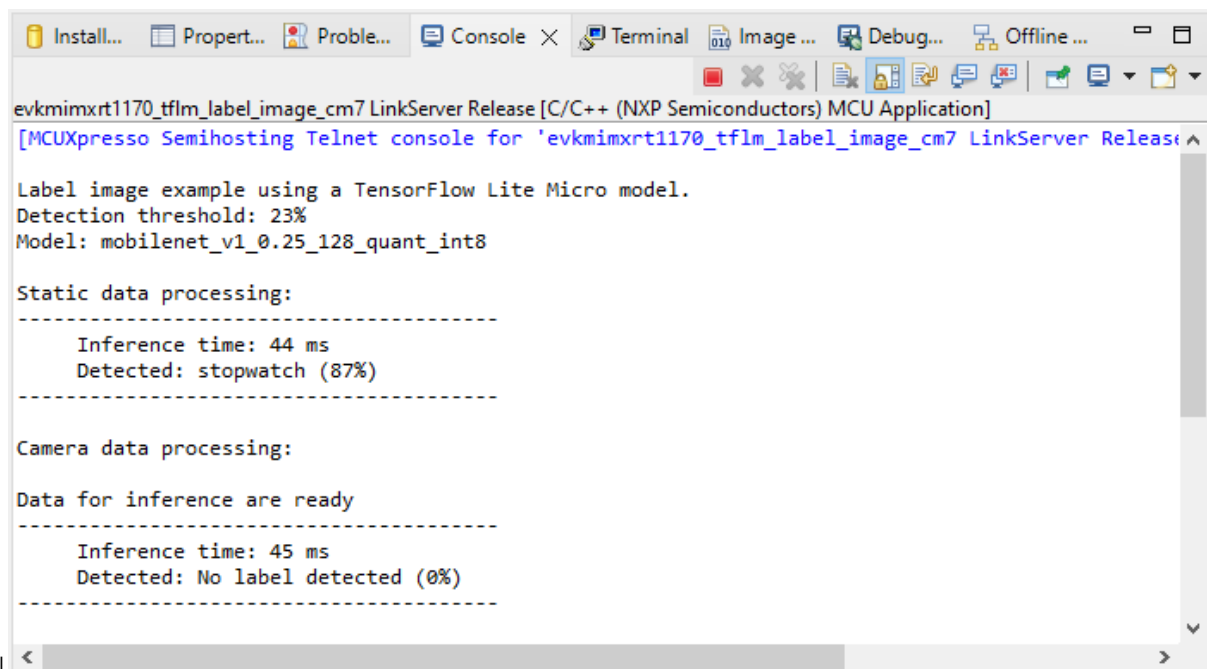 Install... Propert... Proble... Console Terminal Image ... Debug... Offline ...
evkmimxrt1170_tflm_label_image_cm7 LinkServer Release [C/C++ (NXP Semiconductors) MCU Application]
[MCUXpresso Semihosting Telnet console for 'evkmimxrt1170_tflm_label_image_cm7 LinkServer Release
Label image example using a TensorFlow Lite Micro model.
Detection threshold: 23%
Model: mobilenet_v1_0.25_128_quant_int8
Static data processing:
----------------------------------------
Inference time: 44 ms
Detected: stopwatch (87%)
----------------------------------------
Camera data processing:
Data for inference are ready
----------------------------------------
Inference time: 45 ms
Detected: No label detected (0%)
----------------------------------------